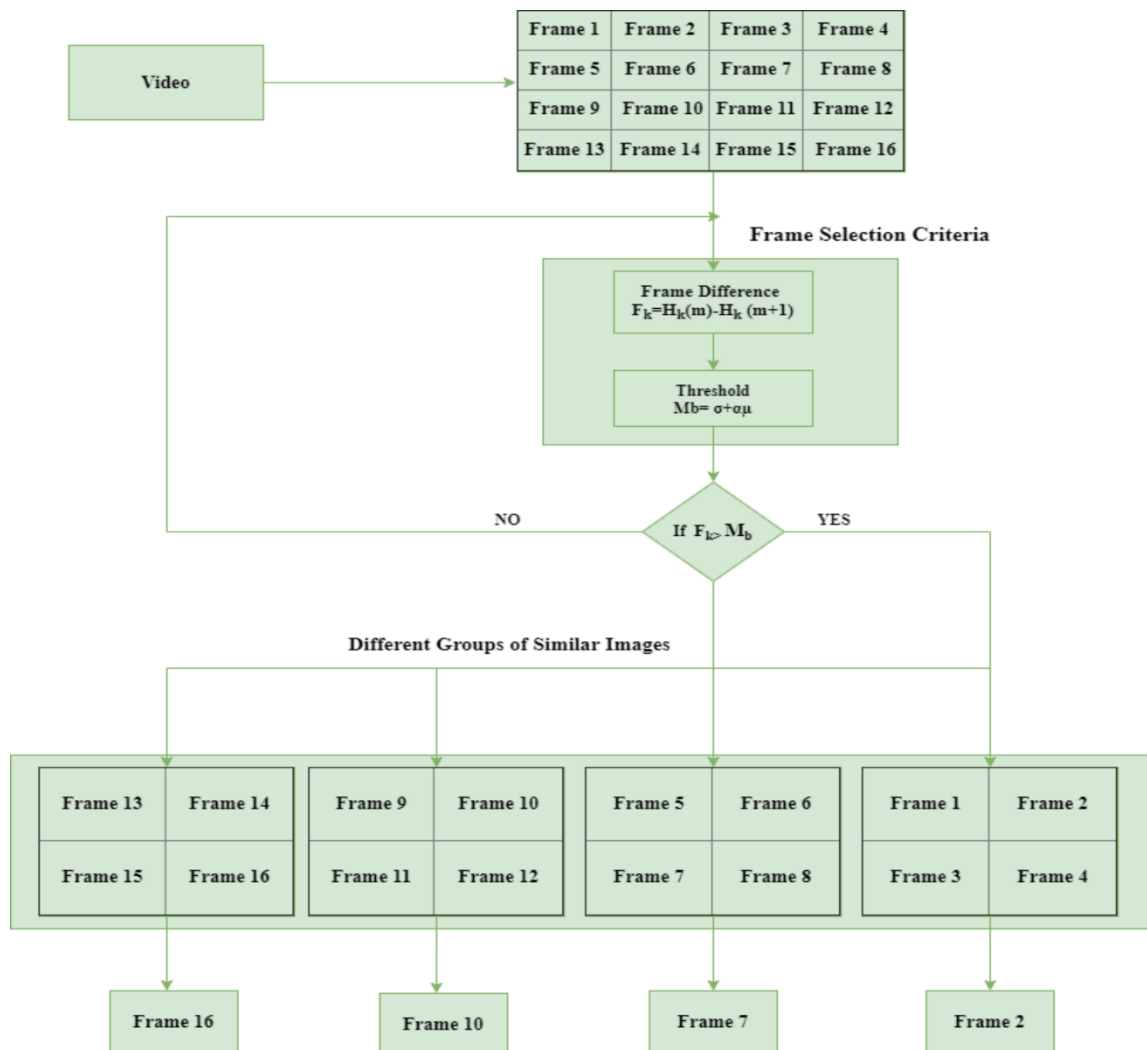 Video
Frame 1 Frame 2 Frame 3 Frame 4
Frame 5 Frame 6 Frame 7 Frame 8
Frame 9 Frame 10 Frame 11 Frame 12
Frame 13 Frame 14 Frame 15 Frame 16
Frame Selection Criteria
Frame Difference
Fₖ=Hₖ(m)-Hₖ (m+1)
Threshold
Mb= σ+αμ
NO
If Fₖ> M_b
YES
Different Groups of Similar Images
Frame 13 Frame 14
Frame 15 Frame 16
Frame 9 Frame 10
Frame 11 Frame 12
Frame 5 Frame 6
Frame 7 Frame 8
Frame 1 Frame 2
Frame 3 Frame 4
Frame 16
Frame 10
Frame 7
Frame 2